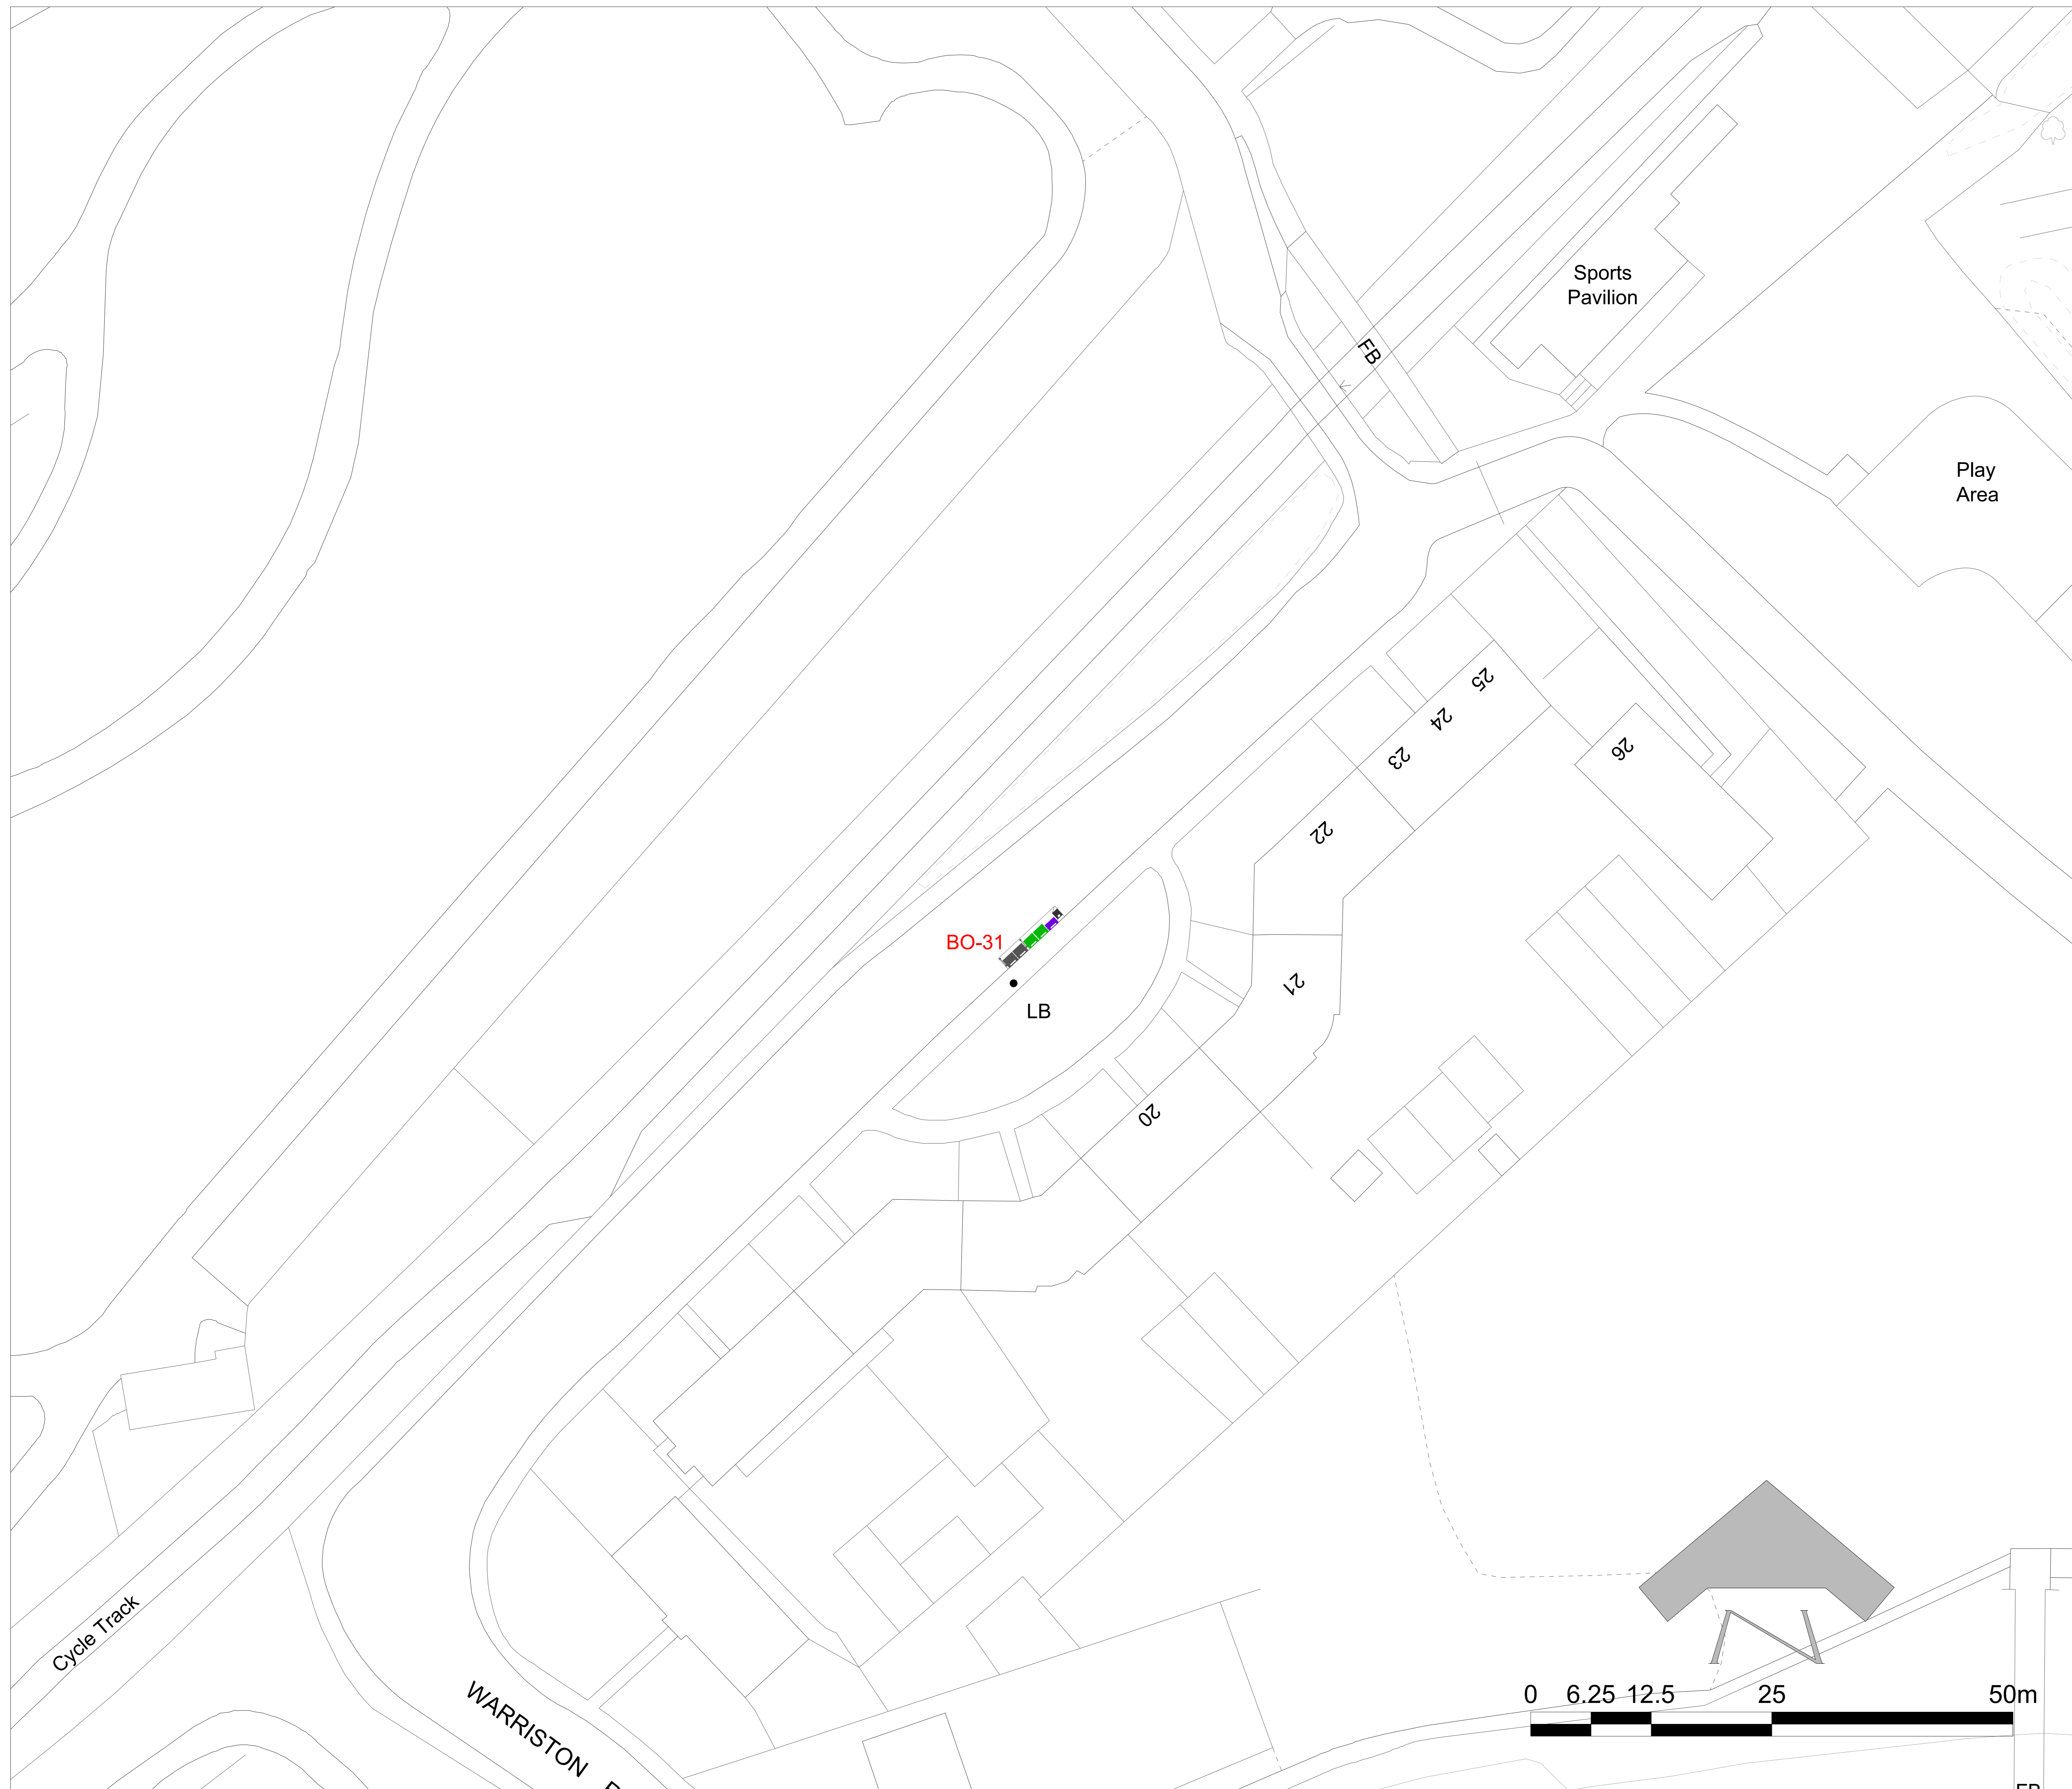 Sports
Pavilion
FB
Play
Area
25
24
23
26
22
BO-31
21
LB
20
Cycle Track
WARRISTON
N
0 6.25 12.5 25 50m